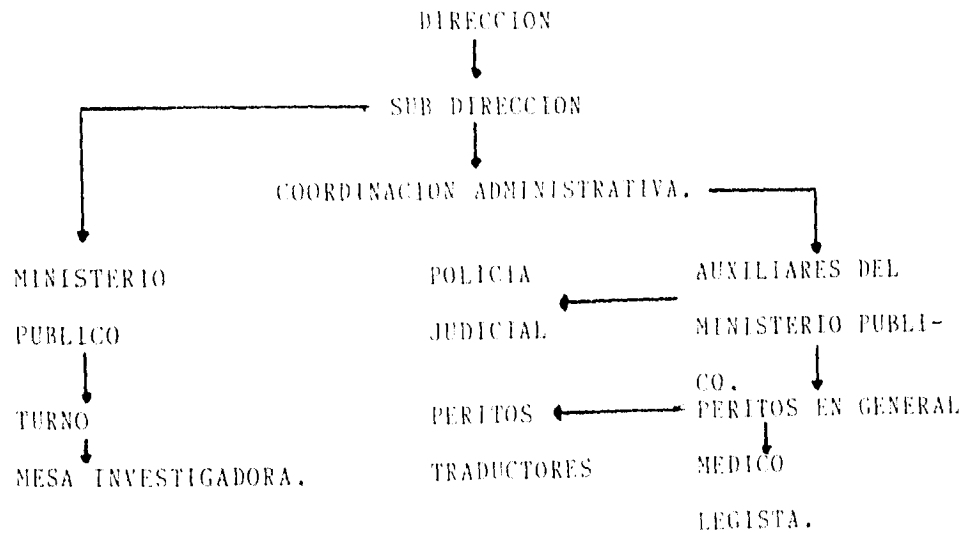 DIRECCION
SUB DIRECCION
COORDINACION ADMINISTRATIVA.
MINISTERIO
PUBLICO
TURNO
MESA INVESTIGADORA.
POLICIA
JUDICIAL
PERITOS
TRADUCTORES
AUXILIARES DEL
MINISTERIO PUBLI-
CO.
PERITOS EN GENERAL
MEDICO
LEGISTA.